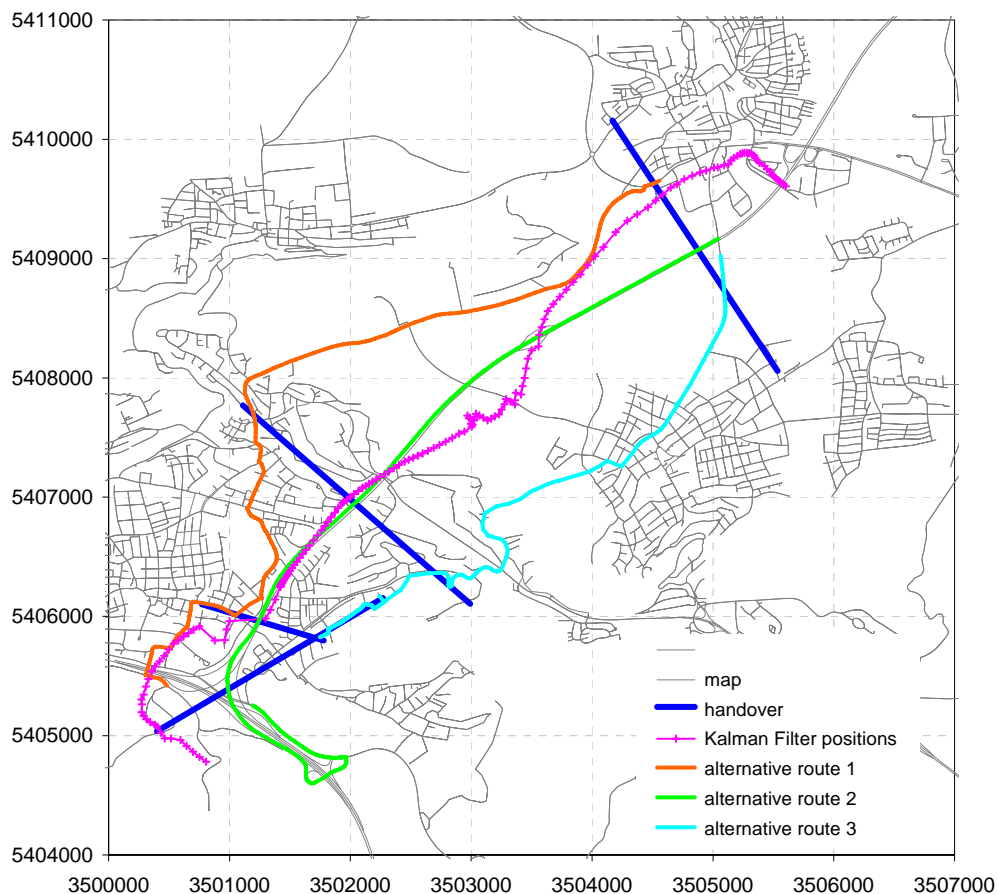 5411000
5410000
5409000
5408000
5407000
5406000
5405000
5404000
map
handover
Kalman Filter positions
alternative route 1
alternative route 2
alternative route 3
3500000 3501000 3502000 3503000 3504000 3505000 3506000 3507000